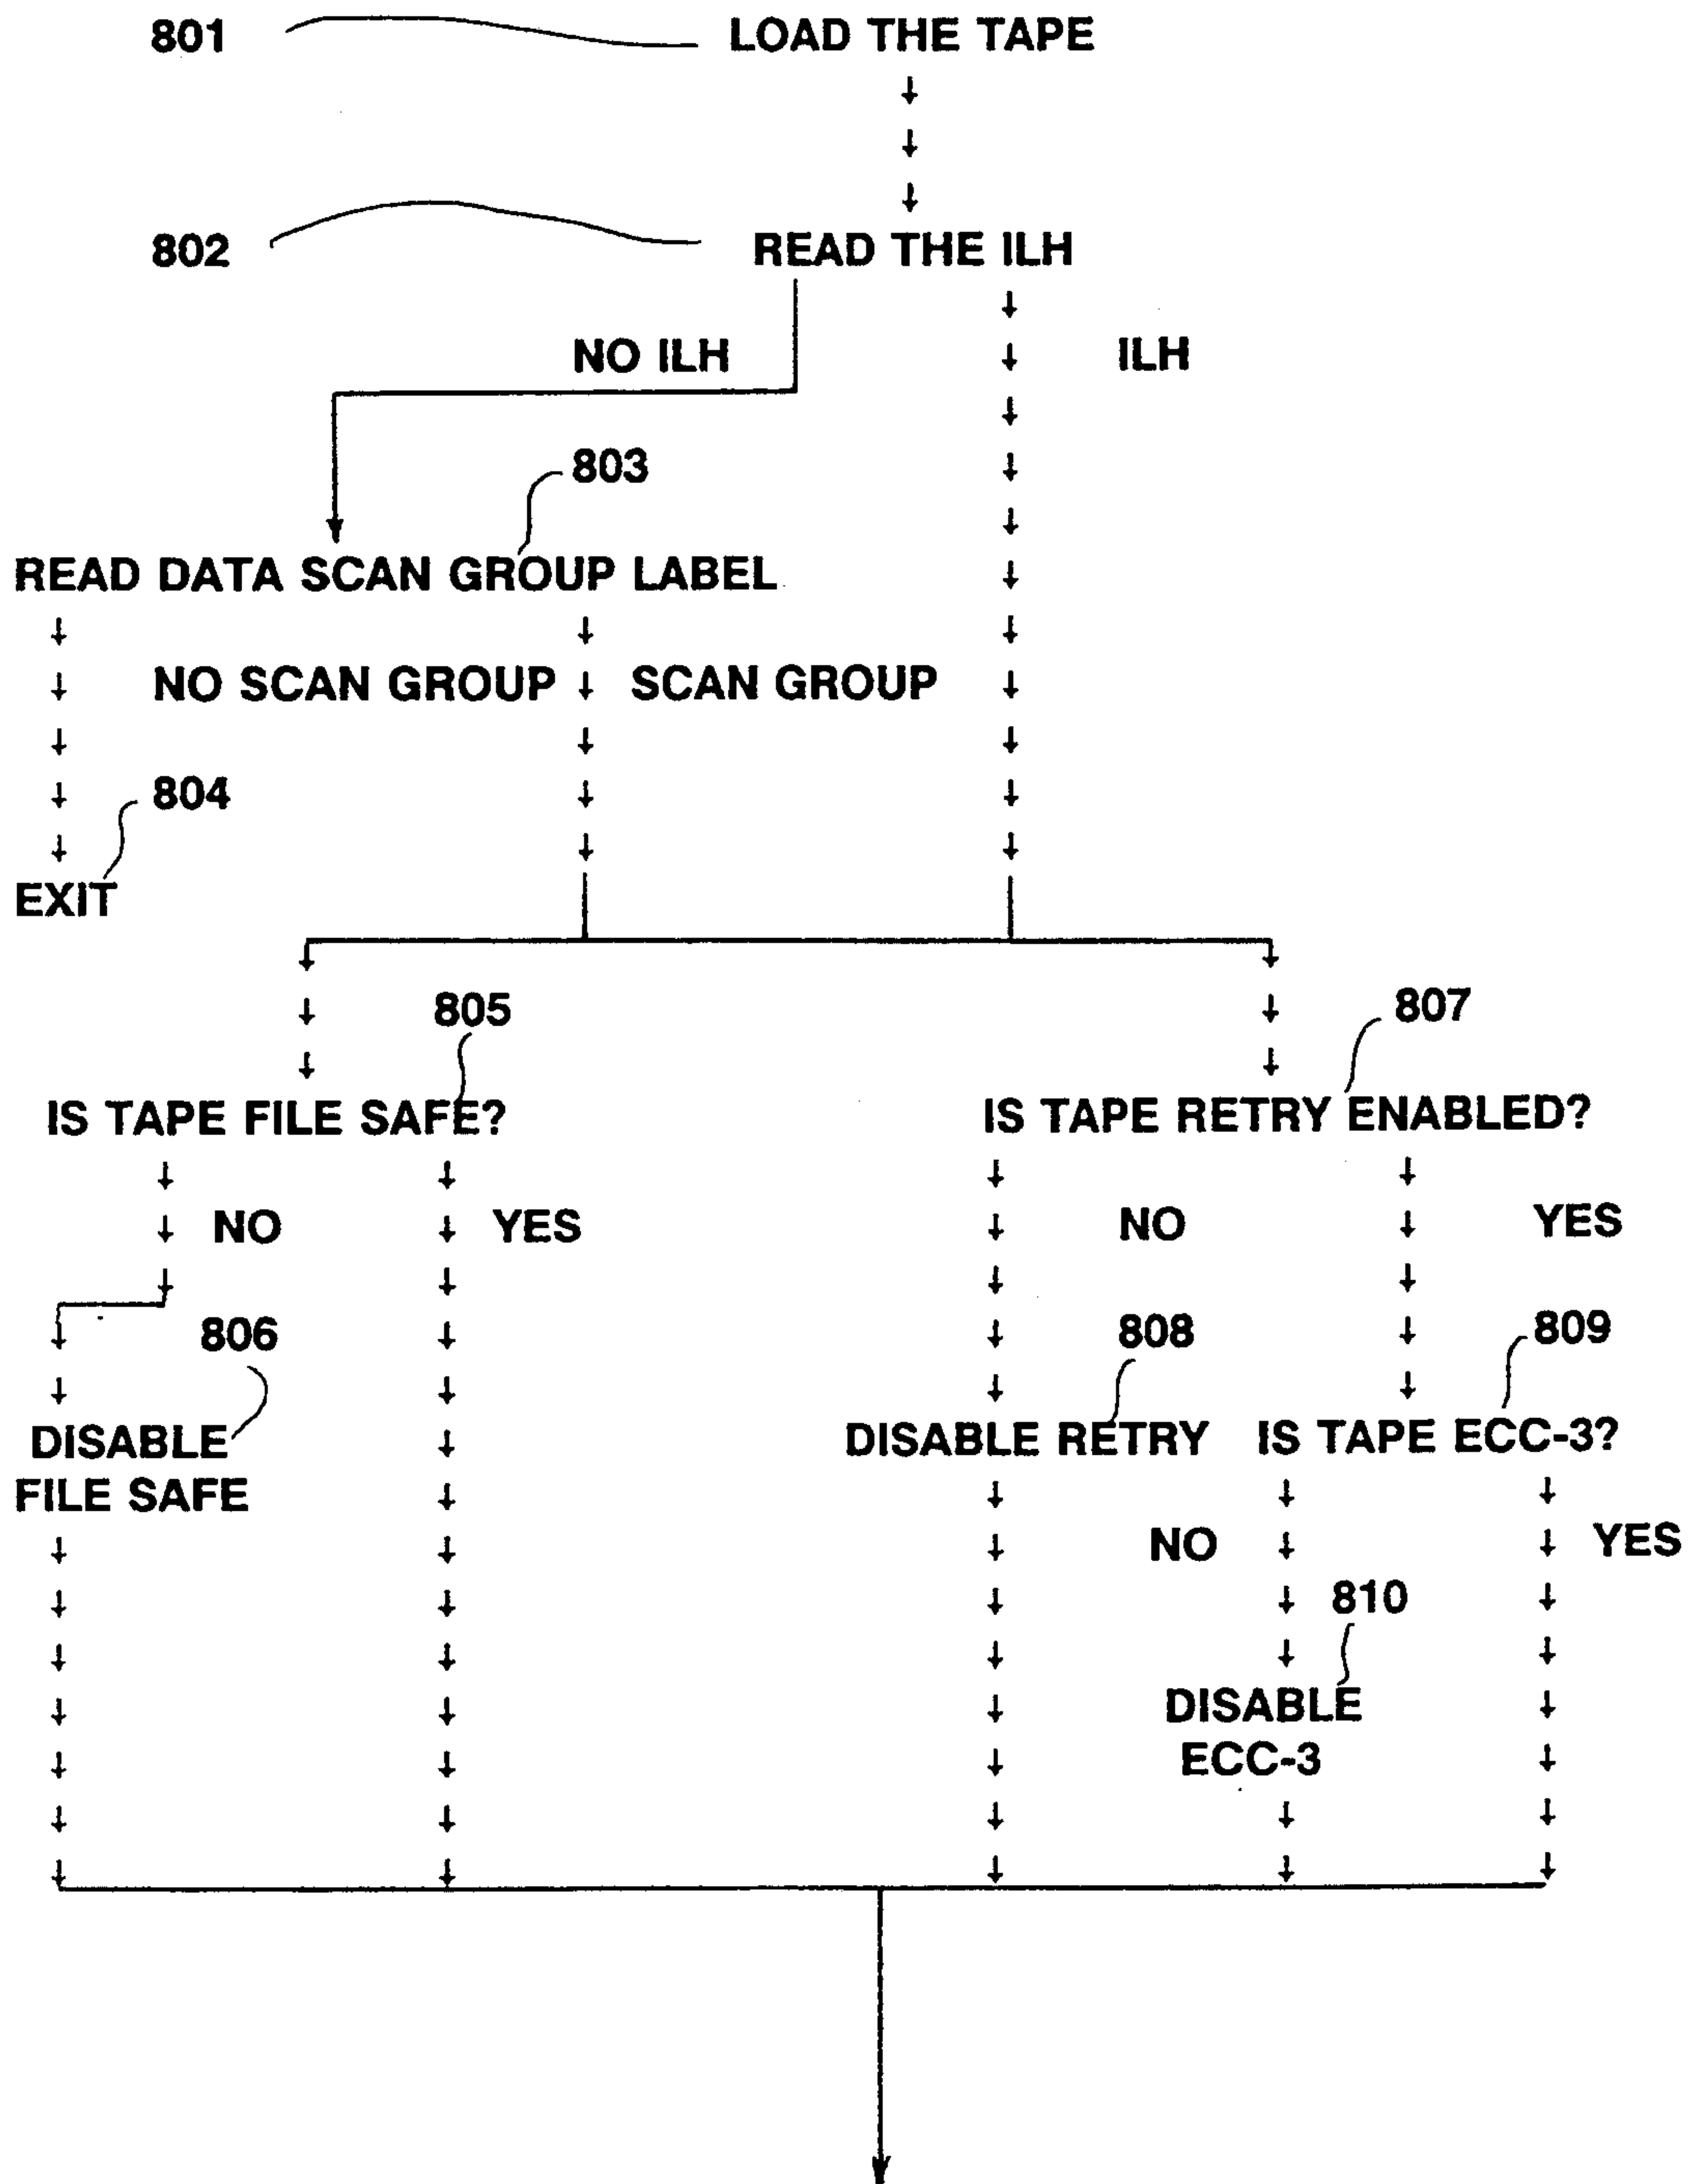 801 LOAD THE TAPE
802 READ THE ILH
NO ILH ILH
803
READ DATA SCAN GROUP LABEL
NO SCAN GROUP SCAN GROUP
804
EXIT
805 807
IS TAPE FILE SAFE? IS TAPE RETRY ENABLED?
NO YES NO YES
806 808 809
DISABLE FILE SAFE DISABLE RETRY IS TAPE ECC-3?
NO YES
810
DISABLE
ECC-3